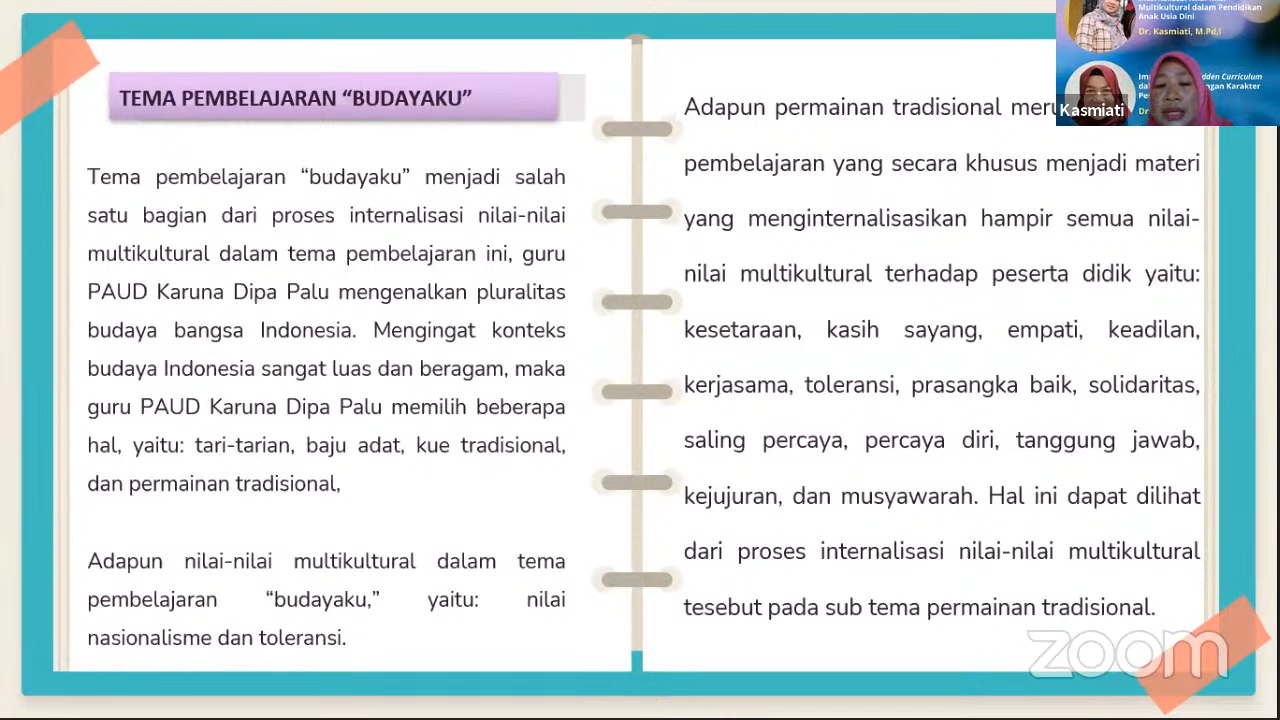 TEMA PEMBELAJARAN “BUDAYAKU”
Tema pembelajaran “budayaku” menjadi salah
satu bagian dari proses internalisasi nilai-nilai
multikultural dalam tema pembelajaran ini, guru
PAUD Karuna Dipa Palu mengenalkan pluralitas
budaya bangsa Indonesia. Mengingat konteks
budaya Indonesia sangat luas dan beragam, maka
guru PAUD Karuna Dipa Palu memilih beberapa
hal, yaitu: tari-tarian, baju adat, kue tradisional,
dan permainan tradisional,
Adapun nilai-nilai multikultural dalam tema
pembelajaran “budayaku,” yaitu: nilai
nasionalisme dan toleransi.
Adapun permainan tradisional
pembelajaran yang secara khusus menjadi materi
yang menginternalisasikan hampir semua nilai-
nilai multikultural terhadap peserta didik yaitu:
kesetaraan, kasih sayang, empati, keadilan,
kerjasama, toleransi, prasangka baik, solidaritas,
saling percaya, percaya diri, tanggung jawab,
kejujuran, dan musyawarah. Hal ini dapat dilihat
dari proses internalisasi nilai-nilai multikultural
tesebut pada sub tema permainan tradisional.
Multikultural dalam Pendidikan
Anak Usia Dini
Dr. Kasmiati, M.Pd.I
Curriculum
Karakter
Kasmiati
zoom